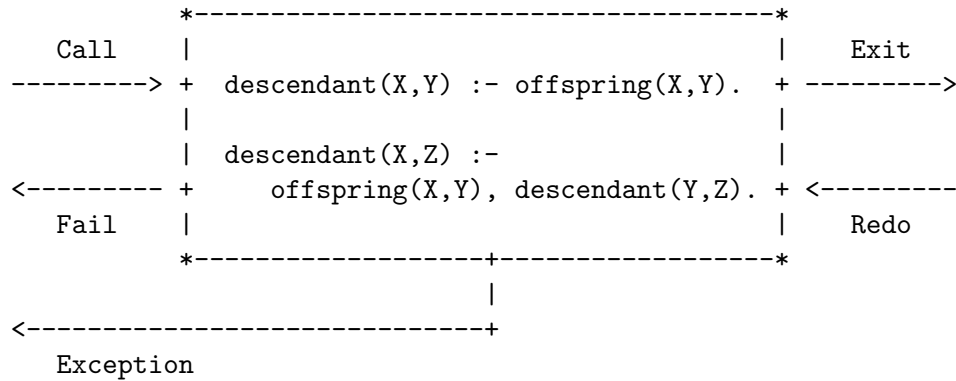 *--------------------------------------*
Call | | Exit
---------> + descendant(X,Y) :- offspring(X,Y). + --------->
| |
| descendant(X,Z) :- |
<--------- + offspring(X,Y), descendant(Y,Z). + <---------
Fail | | Redo
*-------------------+------------------*
|
<------------------------------+
Exception